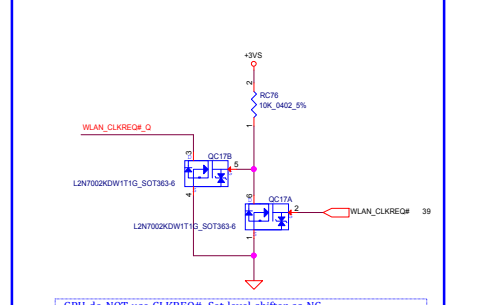 +3VS
2
RC76
10K_0402_5%
1
WLAN_CLKREQ#_Q
3
QC17B
5
L2N7002KDW1T1G_SOT363-6
4
6
QC17A
2
WLAN_CLKREQ# 39
L2N7002KDW1T1G_SOT363-6
1